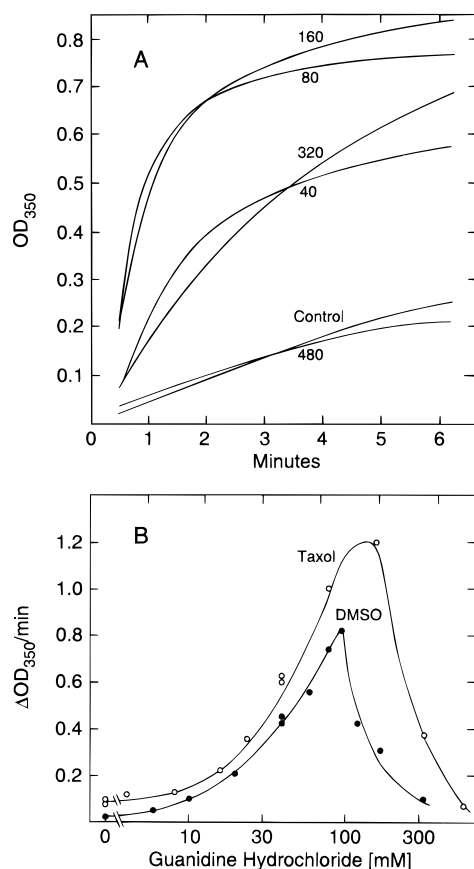 0.8
0.7
0.6
0.5
0.4
0.3
0.2
0.1
OD350
A
160
80
320
40
Control
480
0 1 2 3 4 5 6
Minutes
B
1.2
1.0
0.8
0.6
0.4
0.2
ΔOD350/min
Taxol
DMSO
0 10 30 100 300
Guanidine Hydrochloride [mM]